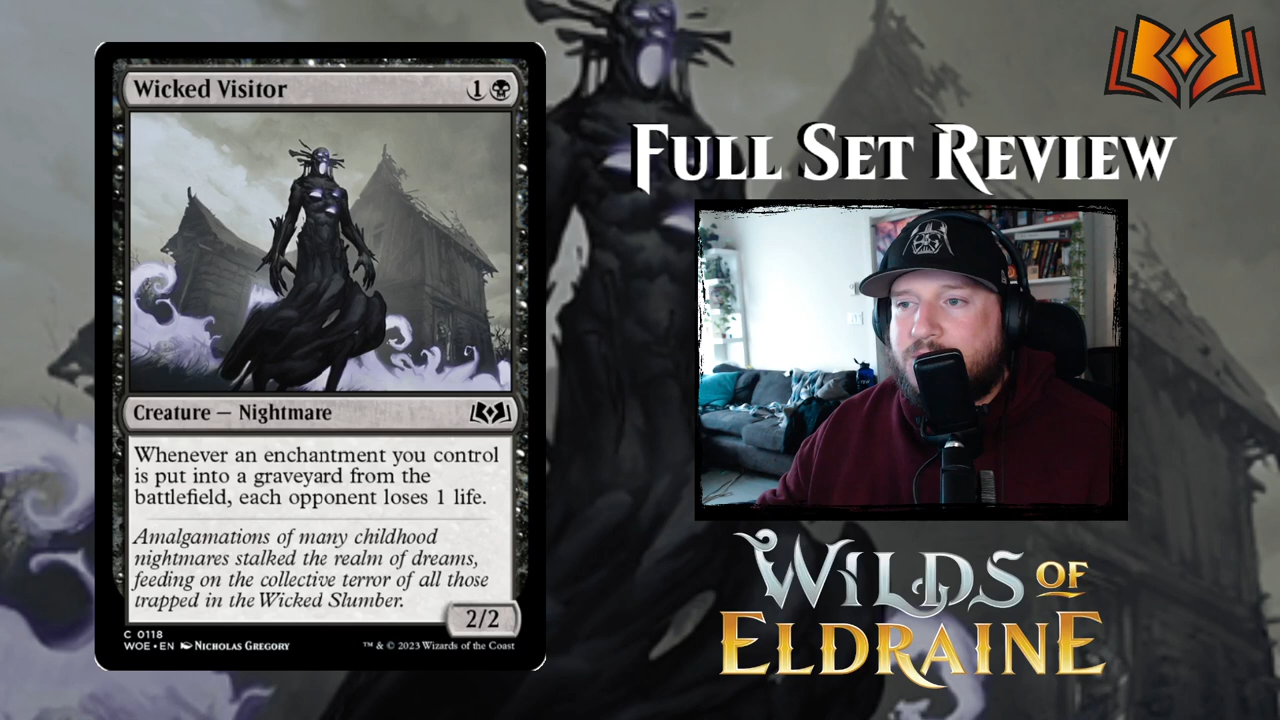 Wicked Visitor 1
Creature — Nightmare
Whenever an enchantment you control
is put into a graveyard from the
battlefield, each opponent loses 1 life.
Amalgamations of many childhood
nightmares stalked the realm of dreams,
feeding on the collective terror of all those
trapped in the Wicked Slumber.
2/2
C 0118
WOE • EN Nicholas Gregory
™ & © 2023 Wizards of the Coast
Full Set Review
Wilds of
Eldraine